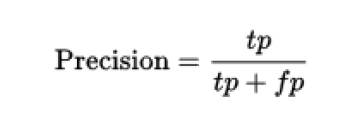 Precision = tp / (tp + fp)